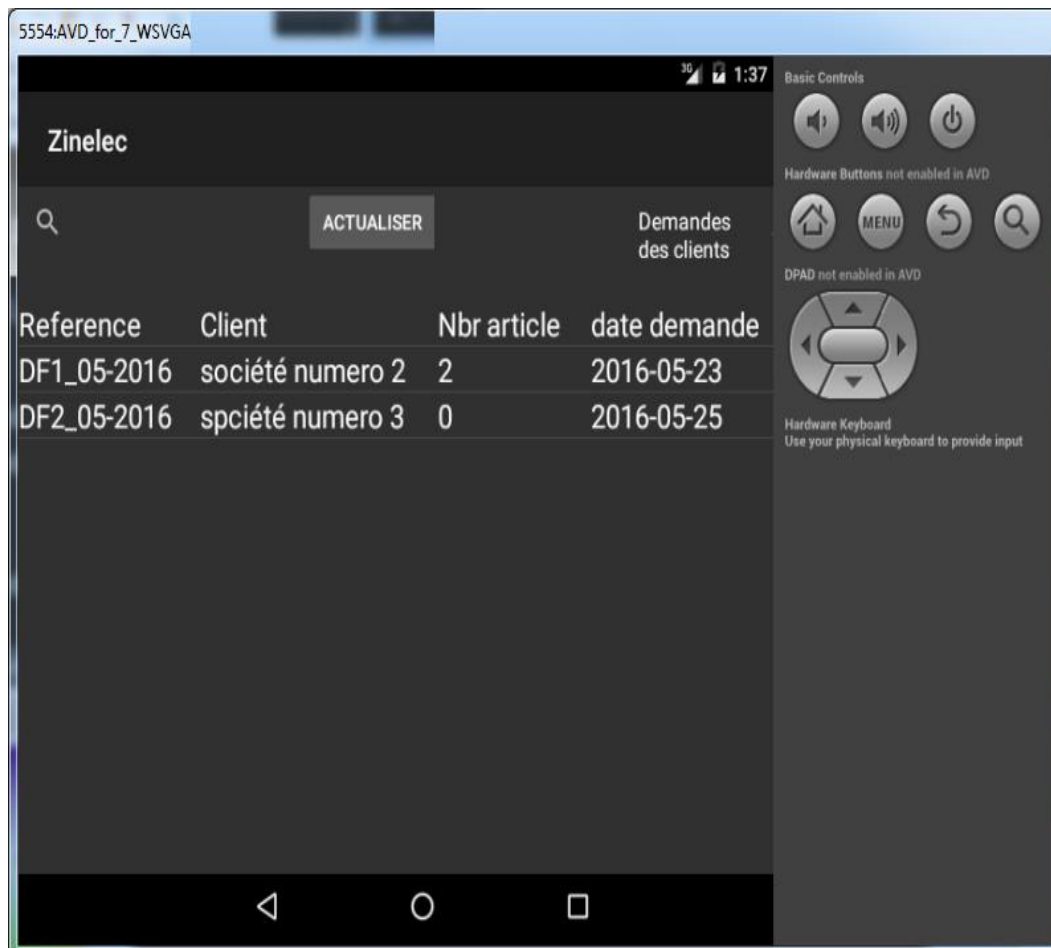 5554:AVD_for_7_WSVGA
3G 1:37
Zinelec
ACTUALISER
Demandes
des clients
Reference Client Nbr article date demande
DF1_05-2016 société numero 2 2 2016-05-23
DF2_05-2016 spciété numero 3 0 2016-05-25
Basic Controls
Hardware Buttons not enabled in AVD
MENU
DPAD not enabled in AVD
Hardware Keyboard
Use your physical keyboard to provide input